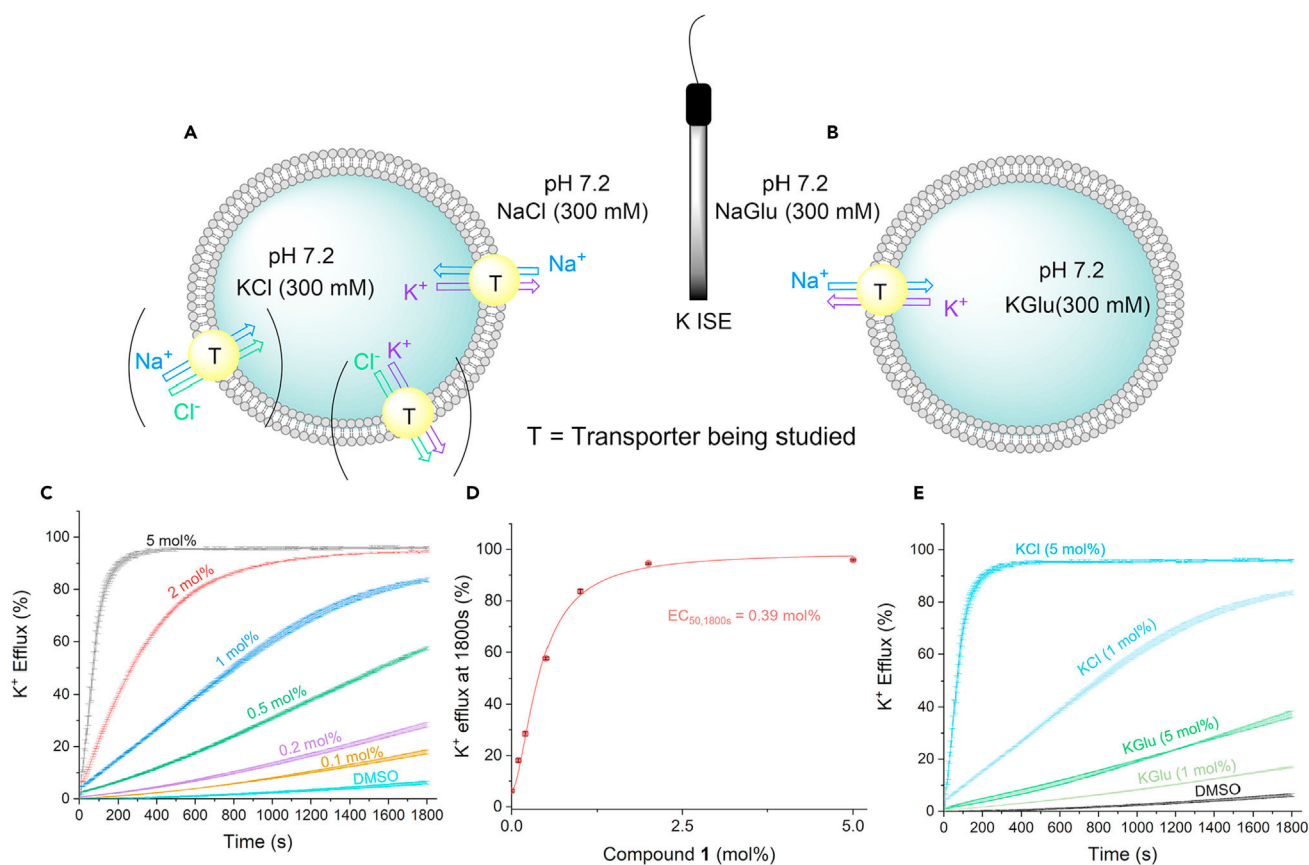 A
pH 7.2
NaCl (300 mM)
pH 7.2
KCl (300 mM)
Na⁺
K⁺
T
T
Na⁺
Cl⁻
Cl⁻
K⁺
T
K ISE
B
pH 7.2
NaGlu (300 mM)
Na⁺
T
K⁺
pH 7.2
KGlu(300 mM)
T = Transporter being studied
C
K⁺ Efflux (%)
100
80
60
40
20
0
5 mol%
2 mol%
1 mol%
0.5 mol%
0.2 mol%
0.1 mol%
DMSO
0 200 400 600 800 1000 1200 1400 1600 1800
Time (s)
D
K⁺ efflux at 1800s (%)
100
80
60
40
20
0
EC₅₀,₁₈₀₀ₛ = 0.39 mol%
0.0 2.5 5.0
Compound 1 (mol%)
E
K⁺ Efflux (%)
100
80
60
40
20
0
KCl (5 mol%)
KCl (1 mol%)
KGlu (5 mol%)
KGlu (1 mol%)
DMSO
0 200 400 600 800 1000 1200 1400 1600 1800
Time (s)